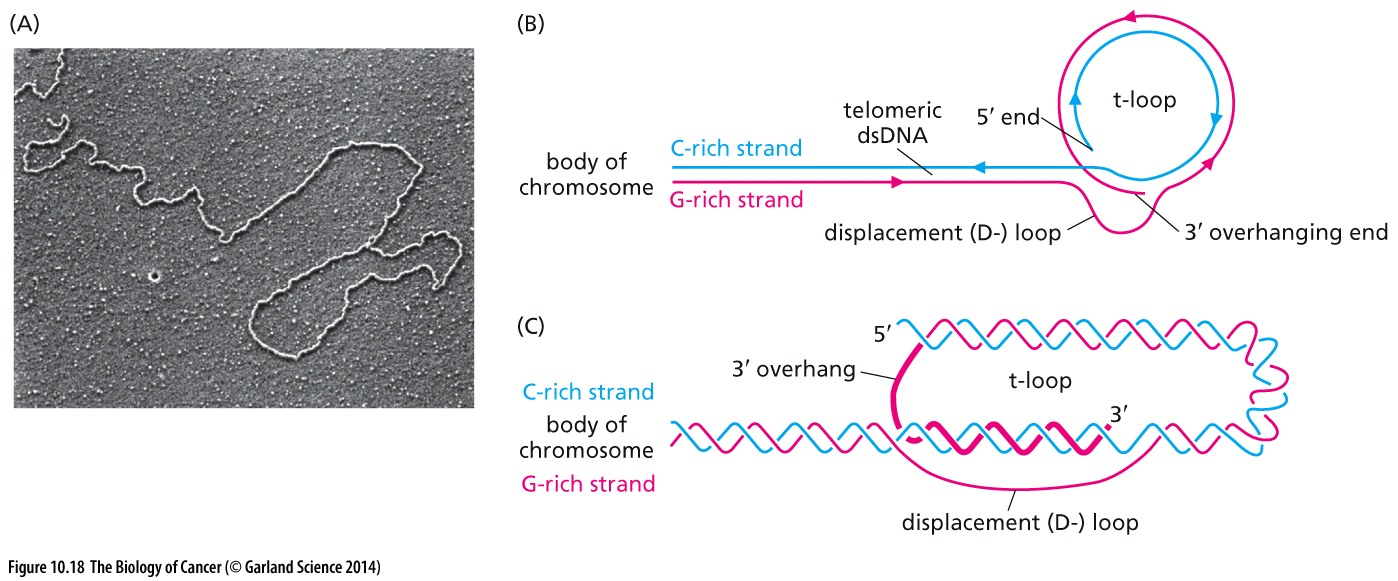 (A)
(B)
t-loop
5′ end
telomeric
dsDNA
C-rich strand
body of
chromosome
G-rich strand
displacement (D-) loop
3′ overhanging end
(C)
5′
3′ overhang
t-loop
C-rich strand
3′
body of
chromosome
G-rich strand
displacement (D-) loop
Figure 10.18 The Biology of Cancer (© Garland Science 2014)